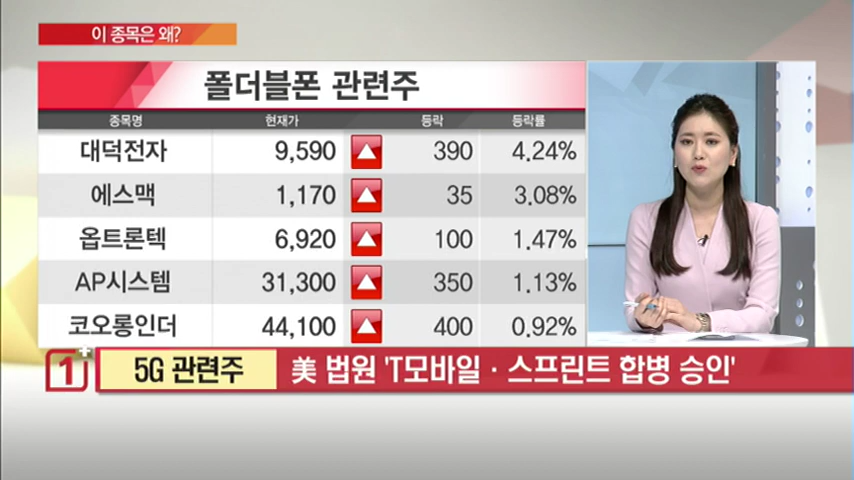 이 종목은 왜?
폴더블폰 관련주
종목명 현재가 등락 등락률
대덕전자 9,590 390 4.24%
에스맥 1,170 35 3.08%
옵트론텍 6,920 100 1.47%
AP시스템 31,300 350 1.13%
코오롱인더 44,100 400 0.92%
1+ 5G 관련주 美 법원 'T모바일·스프린트 합병 승인'